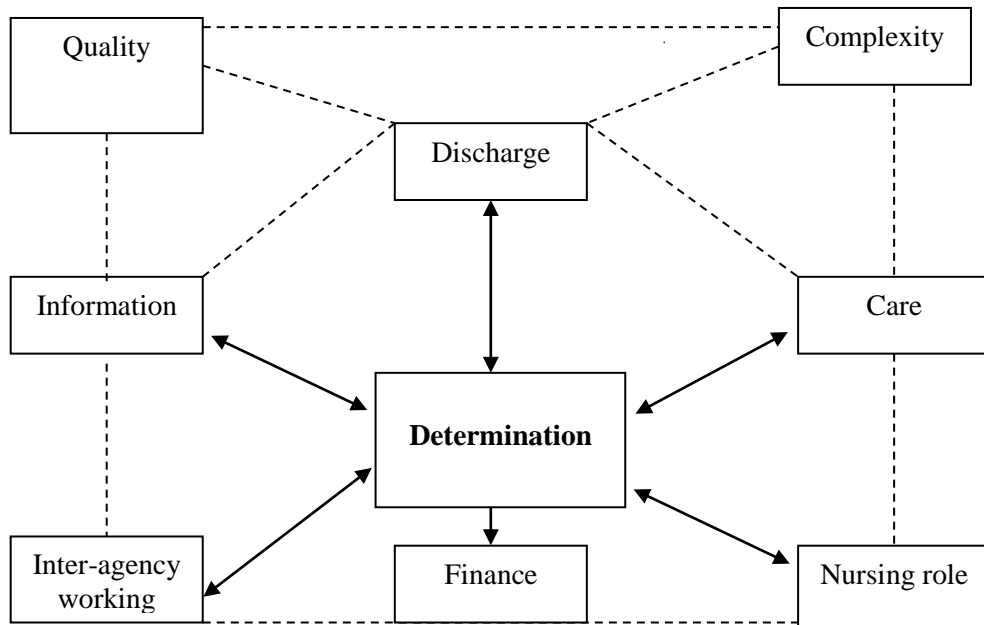 Quality
Complexity
Discharge
Information
Care
Determination
Inter-agency
working
Finance
Nursing role